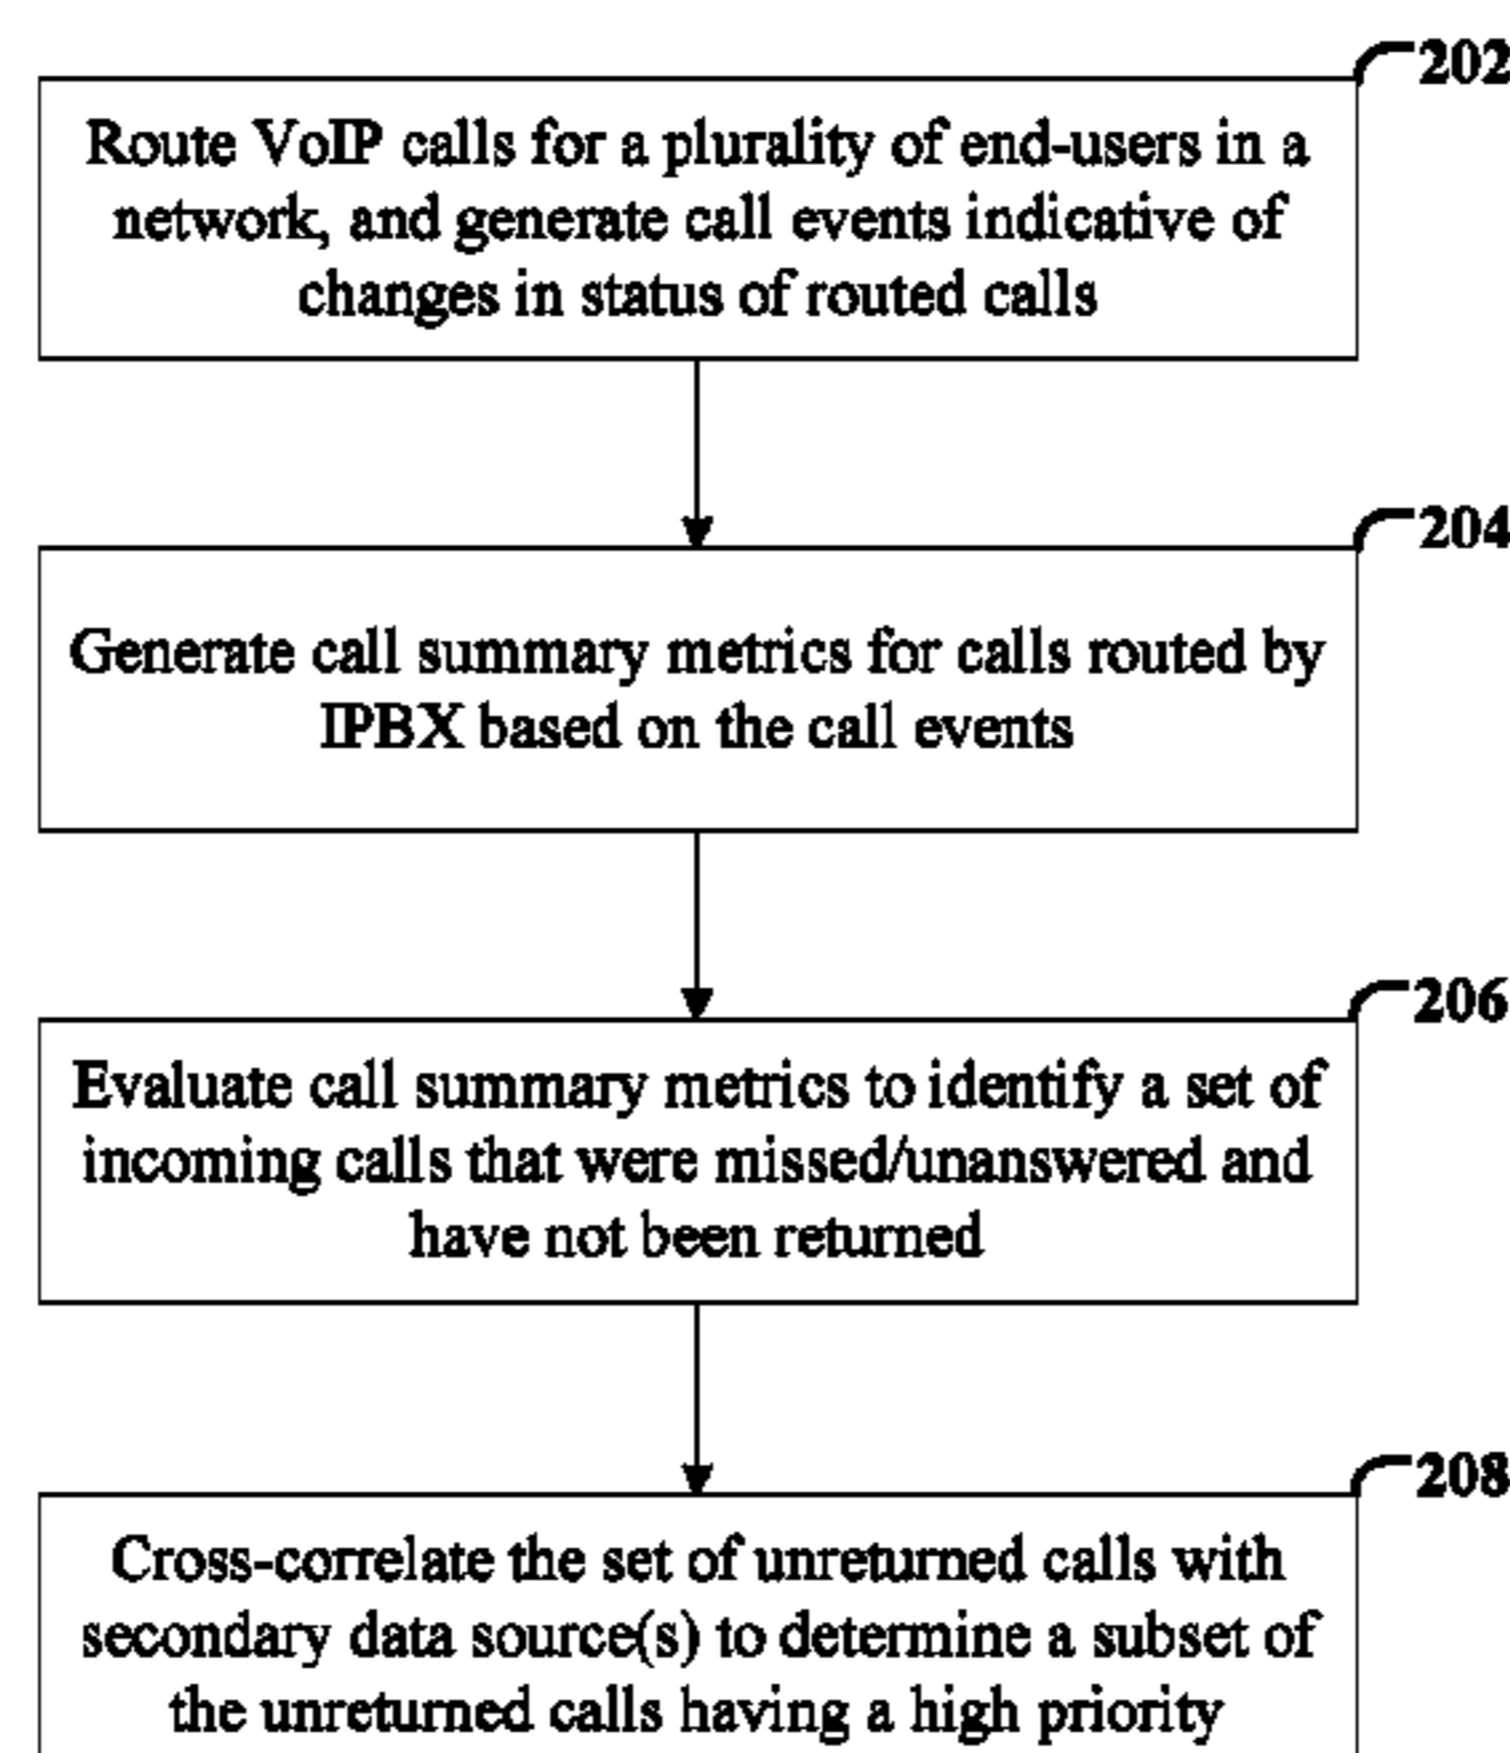 202
Route VoIP calls for a plurality of end-users in a
network, and generate call events indicative of
changes in status of routed calls
204
Generate call summary metrics for calls routed by
IPBX based on the call events
206
Evaluate call summary metrics to identify a set of
incoming calls that were missed/unanswered and
have not been returned
208
Cross-correlate the set of unreturned calls with
secondary data source(s) to determine a subset of
the unreturned calls having a high priority